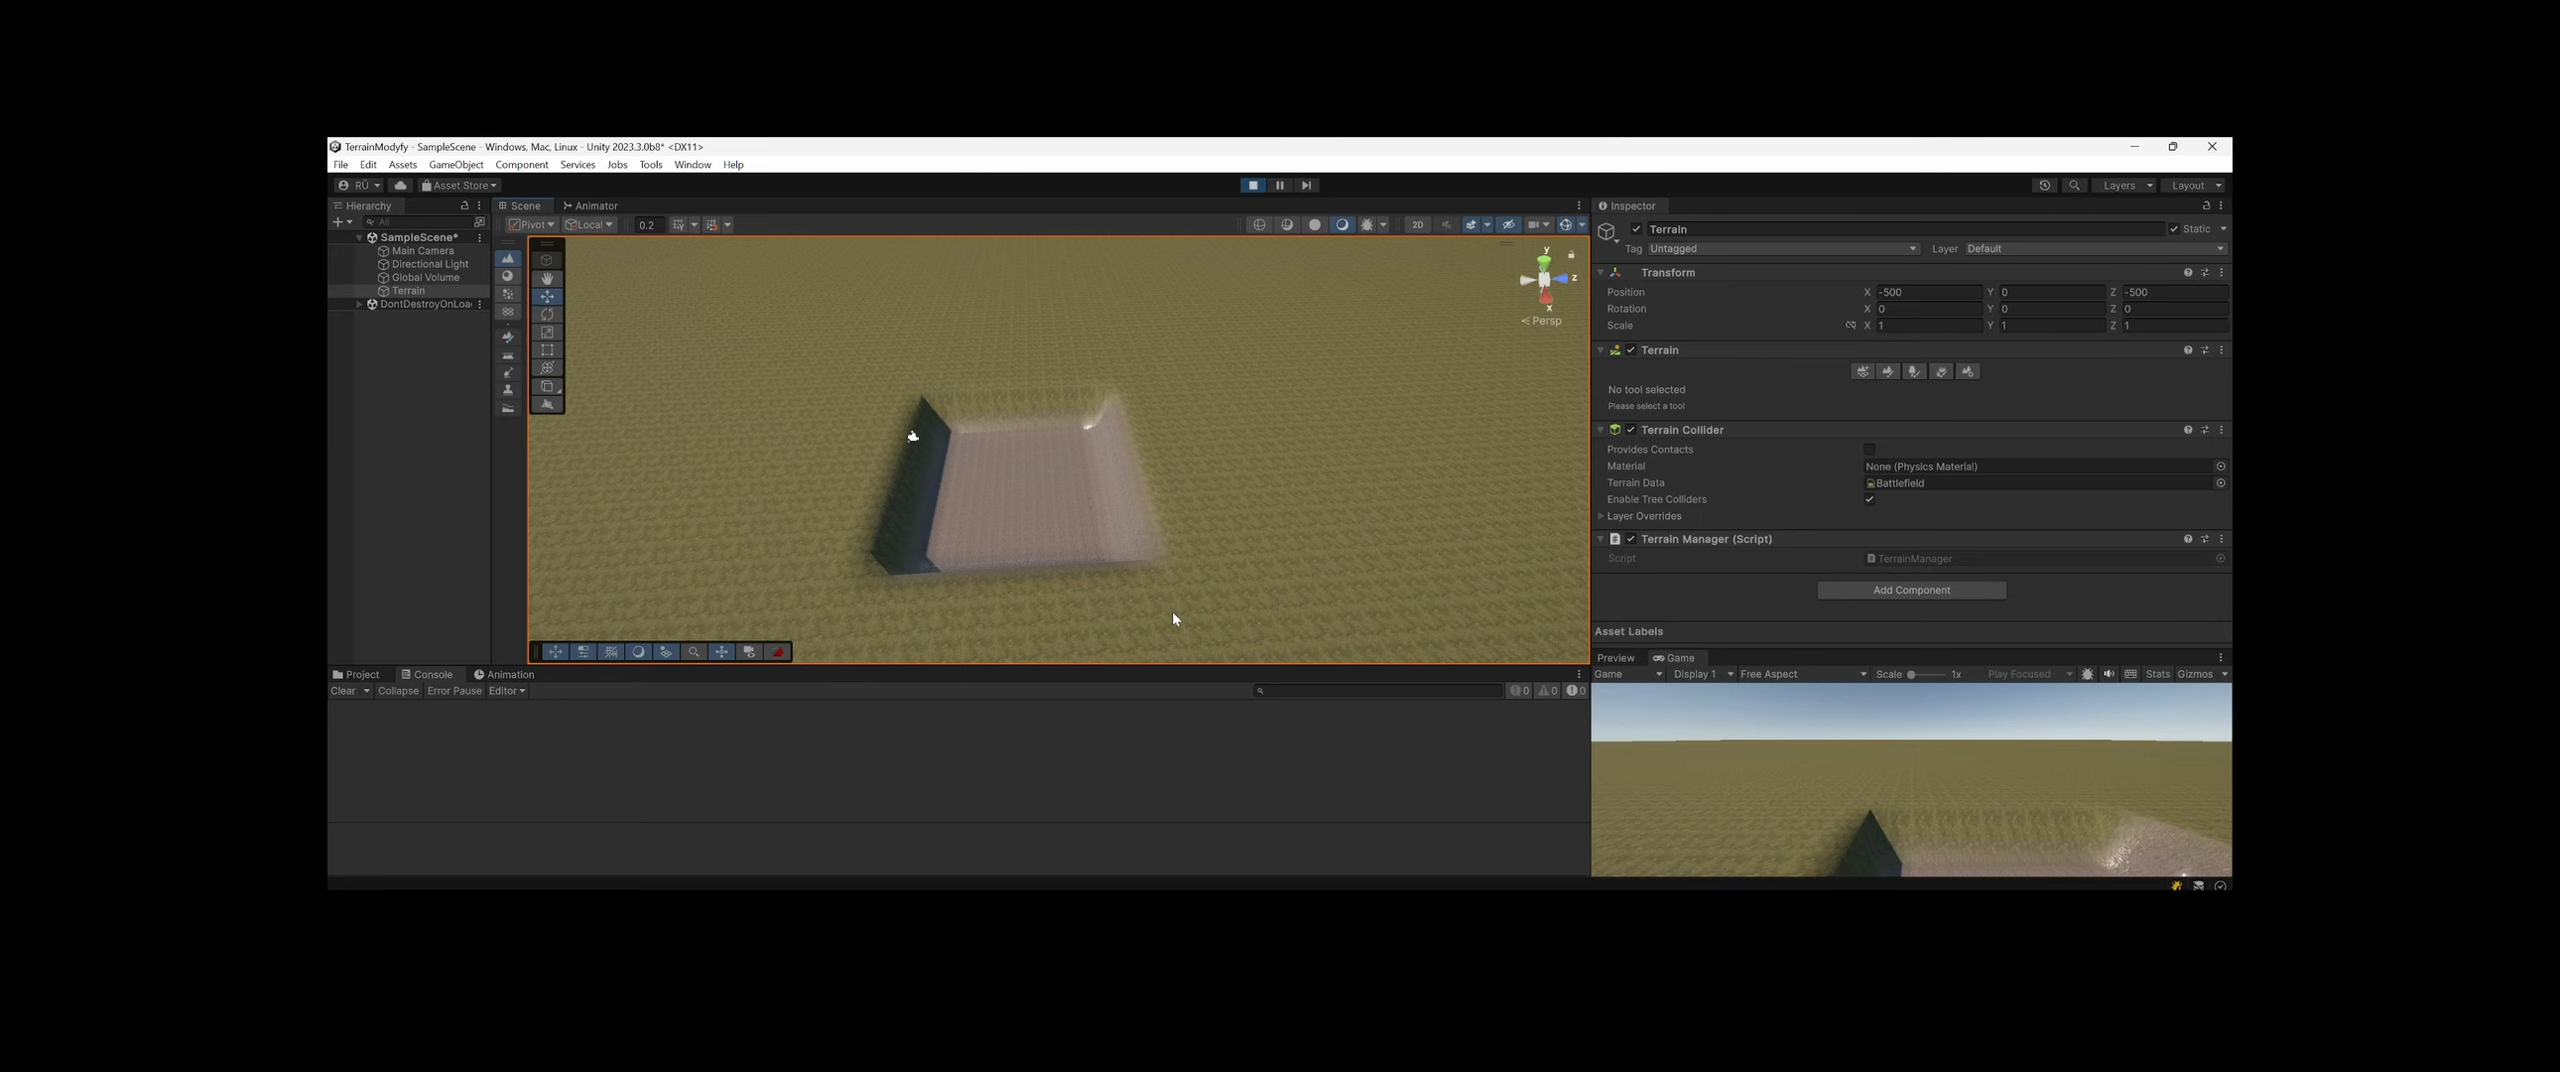 TerrainModyfy - SampleScene - Windows, Mac, Linux - Unity 2023.3.0b8* <DX11>
File Edit Assets GameObject Component Services Jobs Tools Window Help
RÜ Asset Store Layers Layout
Hierarchy Scene Animator Inspector
All Pivot Local 0.2 2D
SampleScene*
Main Camera
Directional Light
Global Volume
Terrain
DontDestroyOnLoa
y
z
x
Persp
Terrain Static
Tag Untagged Layer Default
Transform
Position X -500 Y 0 Z -500
Rotation X 0 Y 0 Z 0
Scale X 1 Y 1 Z 1
Terrain
No tool selected
Please select a tool
Terrain Collider
Provides Contacts
Material None (Physics Material)
Terrain Data Battlefield
Enable Tree Colliders
Layer Overrides
Terrain Manager (Script)
Script TerrainManager
Add Component
Asset Labels
Preview Game
Game Display 1 Free Aspect Scale 1x Play Focused Stats Gizmos
Project Console Animation
Clear Collapse Error Pause Editor 0 0 0